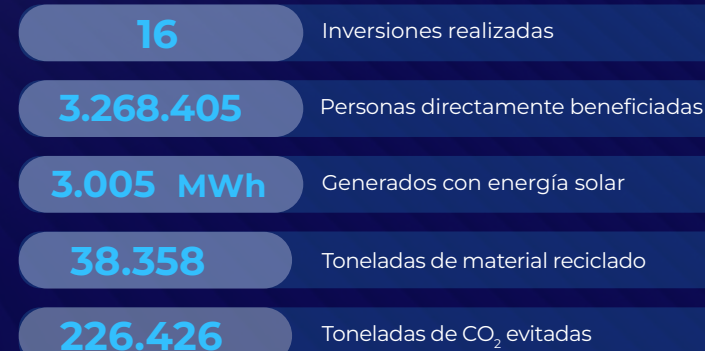 16 Inversiones realizadas
3.268.405 Personas directamente beneficiadas
3.005 MWh Generados con energía solar
38.358 Toneladas de material reciclado
226.426 Toneladas de CO₂ evitadas